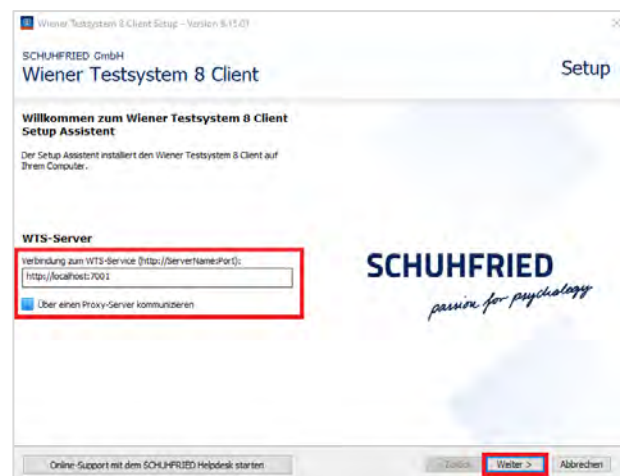 Wiener Testsystem 8 Client Setup - Version 8.15.01
SCHUHFRIED GmbH
Wiener Testsystem 8 Client
Setup
Willkommen zum Wiener Testsystem 8 Client
Setup Assistent
Der Setup Assistent installiert den Wiener Testsystem 8 Client auf
Ihrem Computer.
WTS-Server
Verbindung zum WTS-Service (http://ServerName:Port):
http://localhost:7001
Über einen Proxy-Server kommunizieren
SCHUHFRIED
passion for psychology
Online-Support mit dem SCHUHFRIED Helpdesk starten
< Zurück
Weiter >
Abbrechen